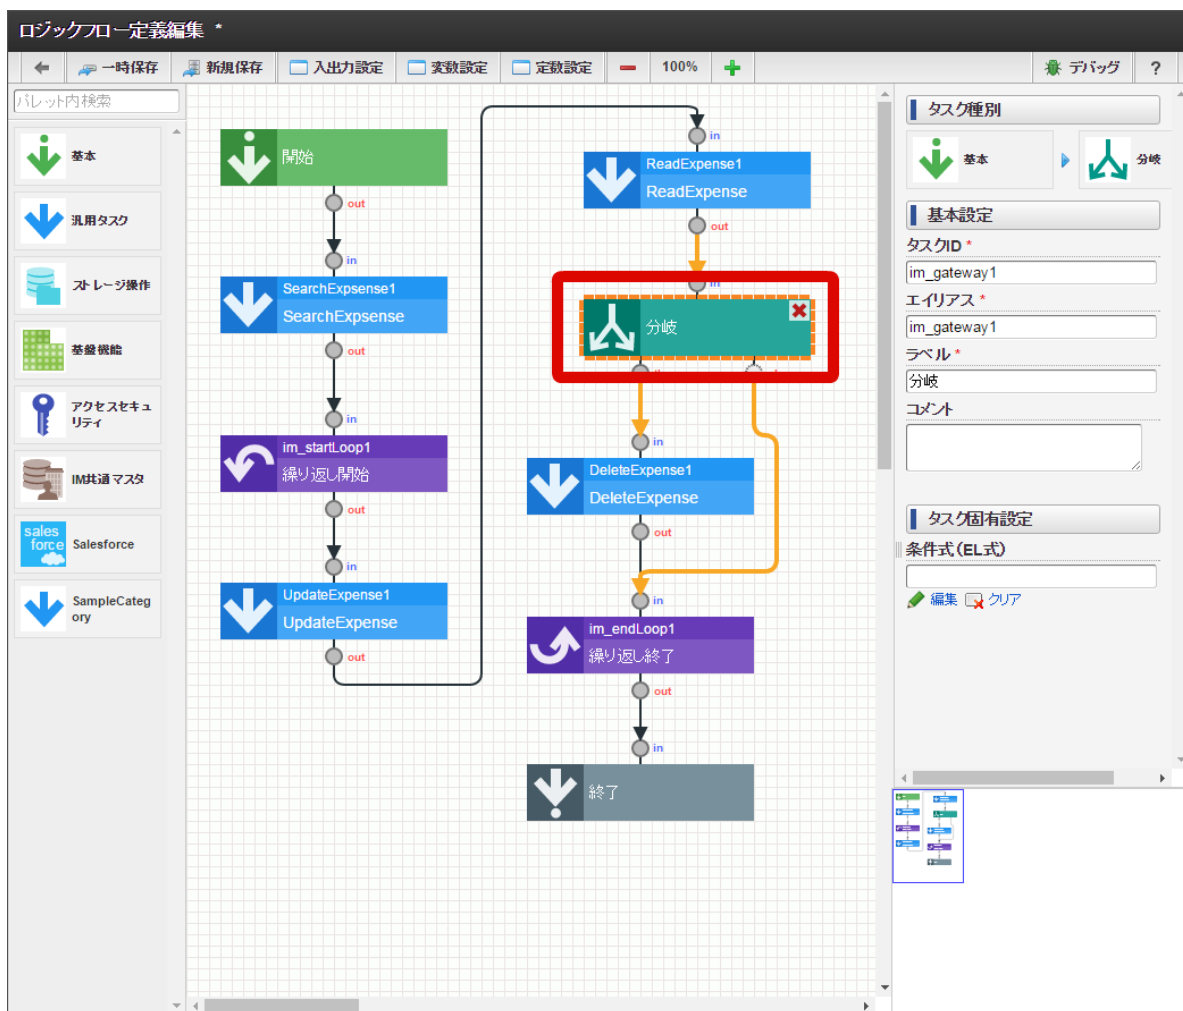 ロジックフロー定義編集 *
一時保存
新規保存
入出力設定
変数設定
定数設定
100%
デバッグ
?
パレット内検索
基本
汎用タスク
ストレージ操作
基盤機能
アクセスセキュ
リティ
IM共通マスタ
sales
force
Salesforce
SampleCateg
ory
開始
out
in
SearchExpsense1
SearchExpsense
out
in
im_startLoop1
繰り返し開始
out
in
UpdateExpense1
UpdateExpense
out
in
ReadExpense1
ReadExpense
out
in
分岐
in
DeleteExpense1
DeleteExpense
out
in
im_endLoop1
繰り返し終了
out
in
終了
タスク種別
基本
分岐
基本設定
タスクID *
im_gateway1
エイリアス *
im_gateway1
ラベル *
分岐
コメント
タスク固有設定
条件式(EL式)
編集
クリア